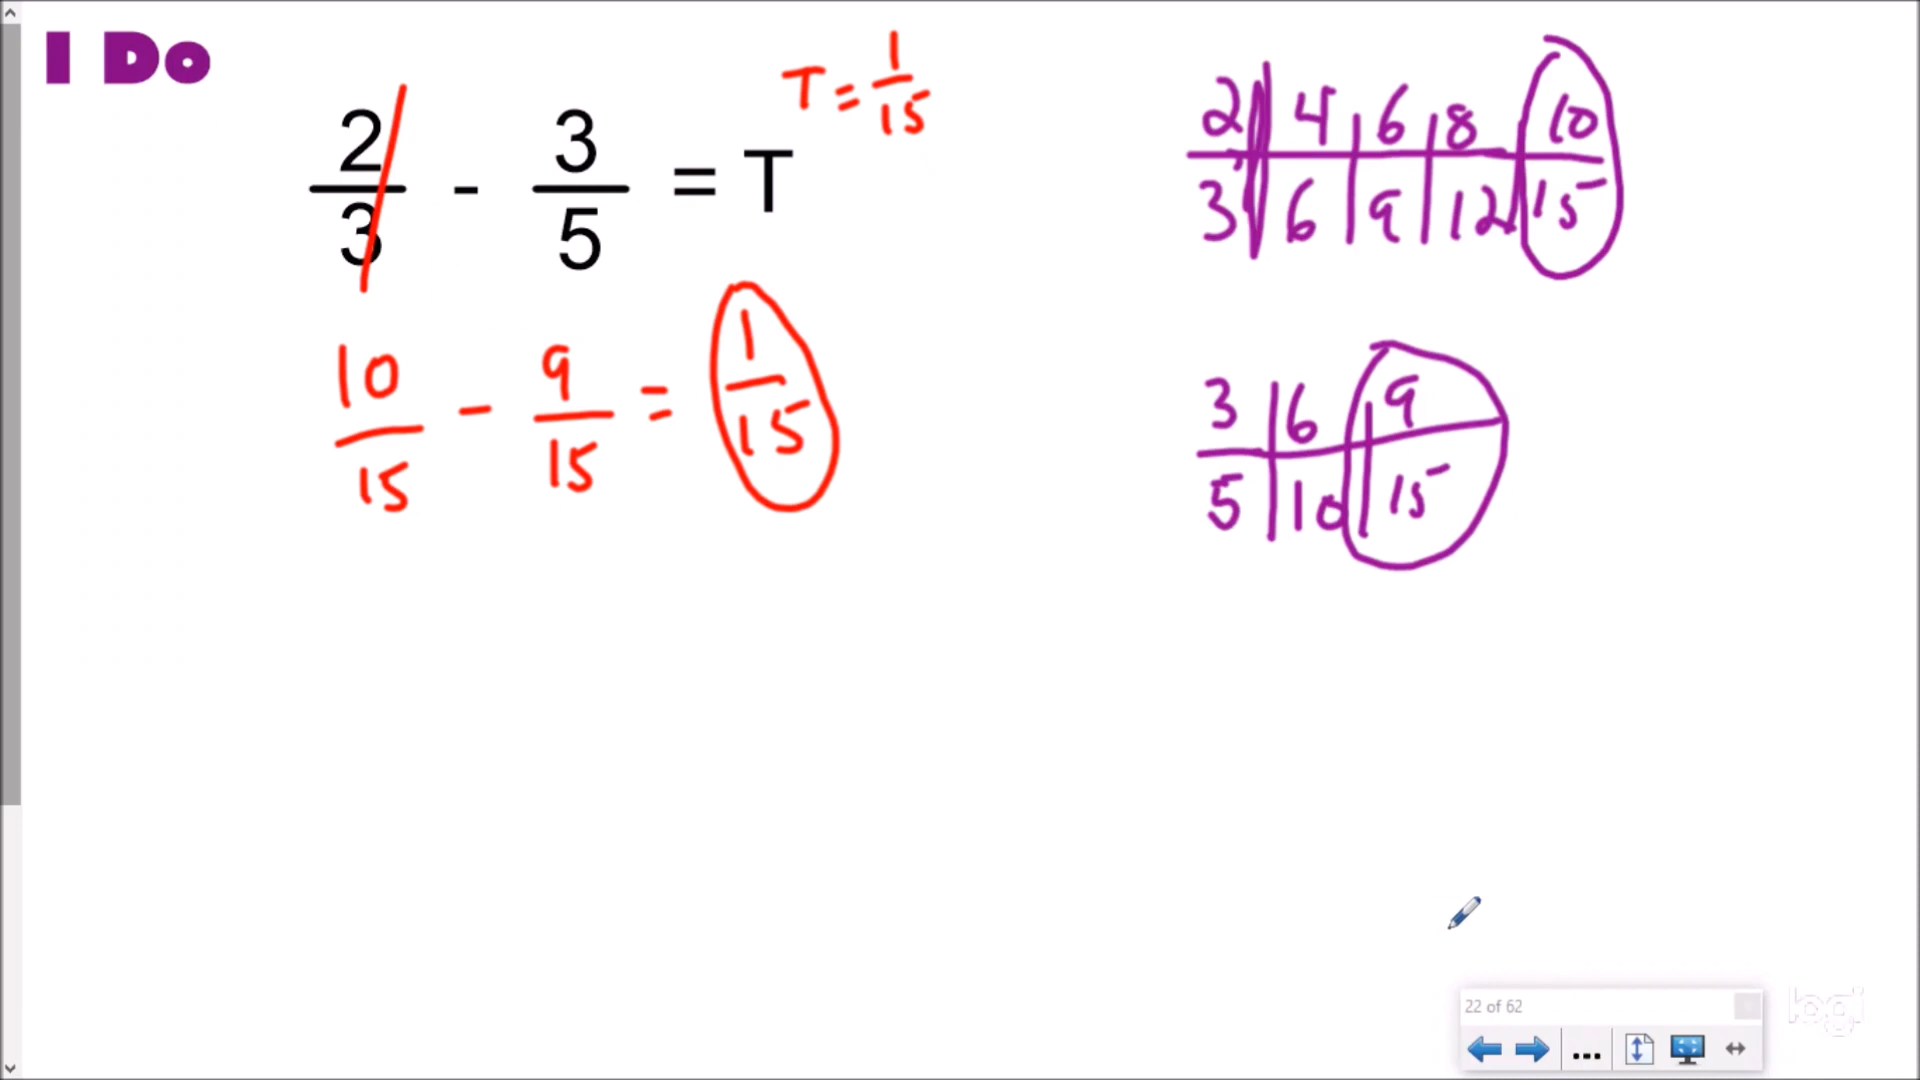 I Do
2/3 - 3/5 = T
T = 1/15
10/15 - 9/15 = 1/15
2 | 4 | 6 | 8 | 10
3 | 6 | 9 | 12 | 15
3 | 6 | 9
5 | 10 | 15
22 of 62
...
logi